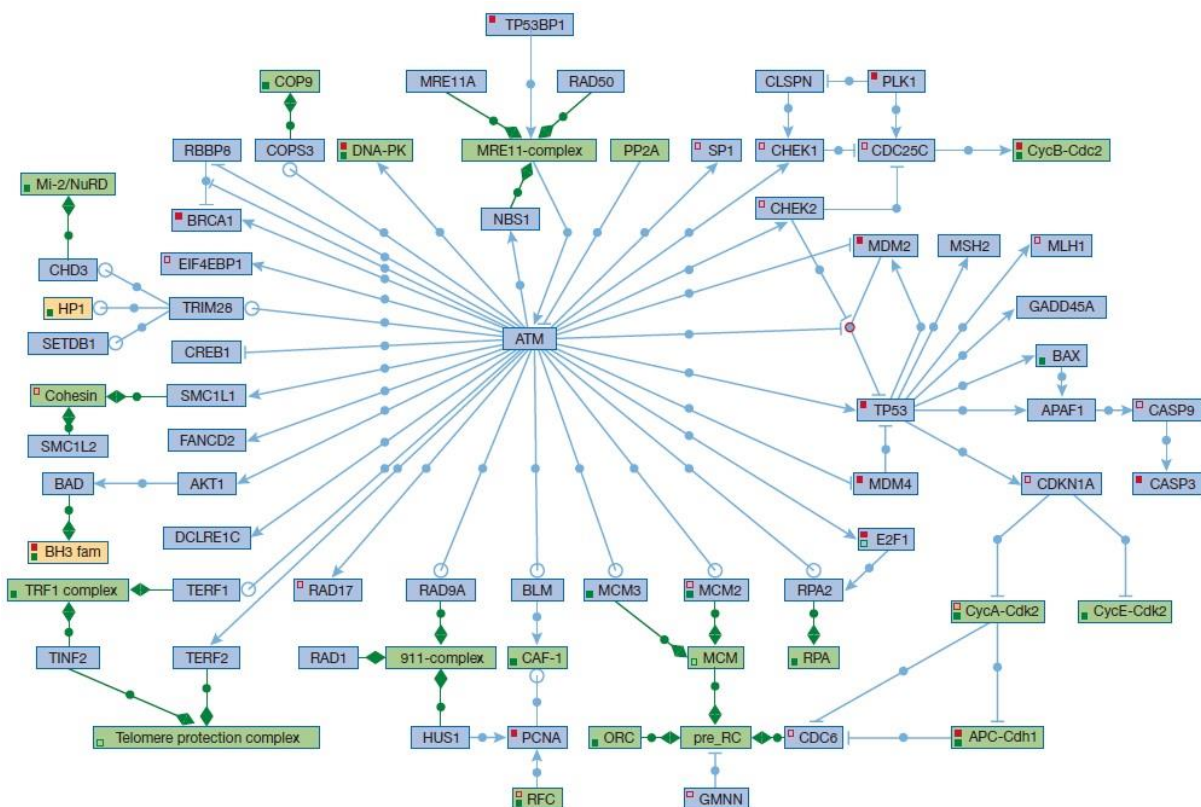 TP53BP1
COP9
MRE11A
RAD50
CLSPN
PLK1
RBBP8
COPS3
DNA-PK
MRE11-complex
PP2A
SP1
CHEK1
CDC25C
CycB-Cdc2
Mi-2/NuRD
BRCA1
NBS1
CHEK2
CHD3
EIF4EBP1
MDM2
MSH2
MLH1
HP1
TRIM28
GADD45A
SETDB1
CREB1
ATM
BAX
Cohesin
SMC1L1
TP53
APAF1
CASP9
SMC1L2
FANCD2
BAD
AKT1
MDM4
CDKN1A
CASP3
DCLRE1C
E2F1
BH3 fam
TRF1 complex
TERF1
RAD17
RAD9A
BLM
MCM3
MCM2
RPA2
CycA-Cdk2
CycE-Cdk2
TINF2
TERF2
RAD1
911-complex
CAF-1
MCM
RPA
Telomere protection complex
HUS1
PCNA
ORC
pre_RC
CDC6
APC-Cdh1
RFC
GMNN